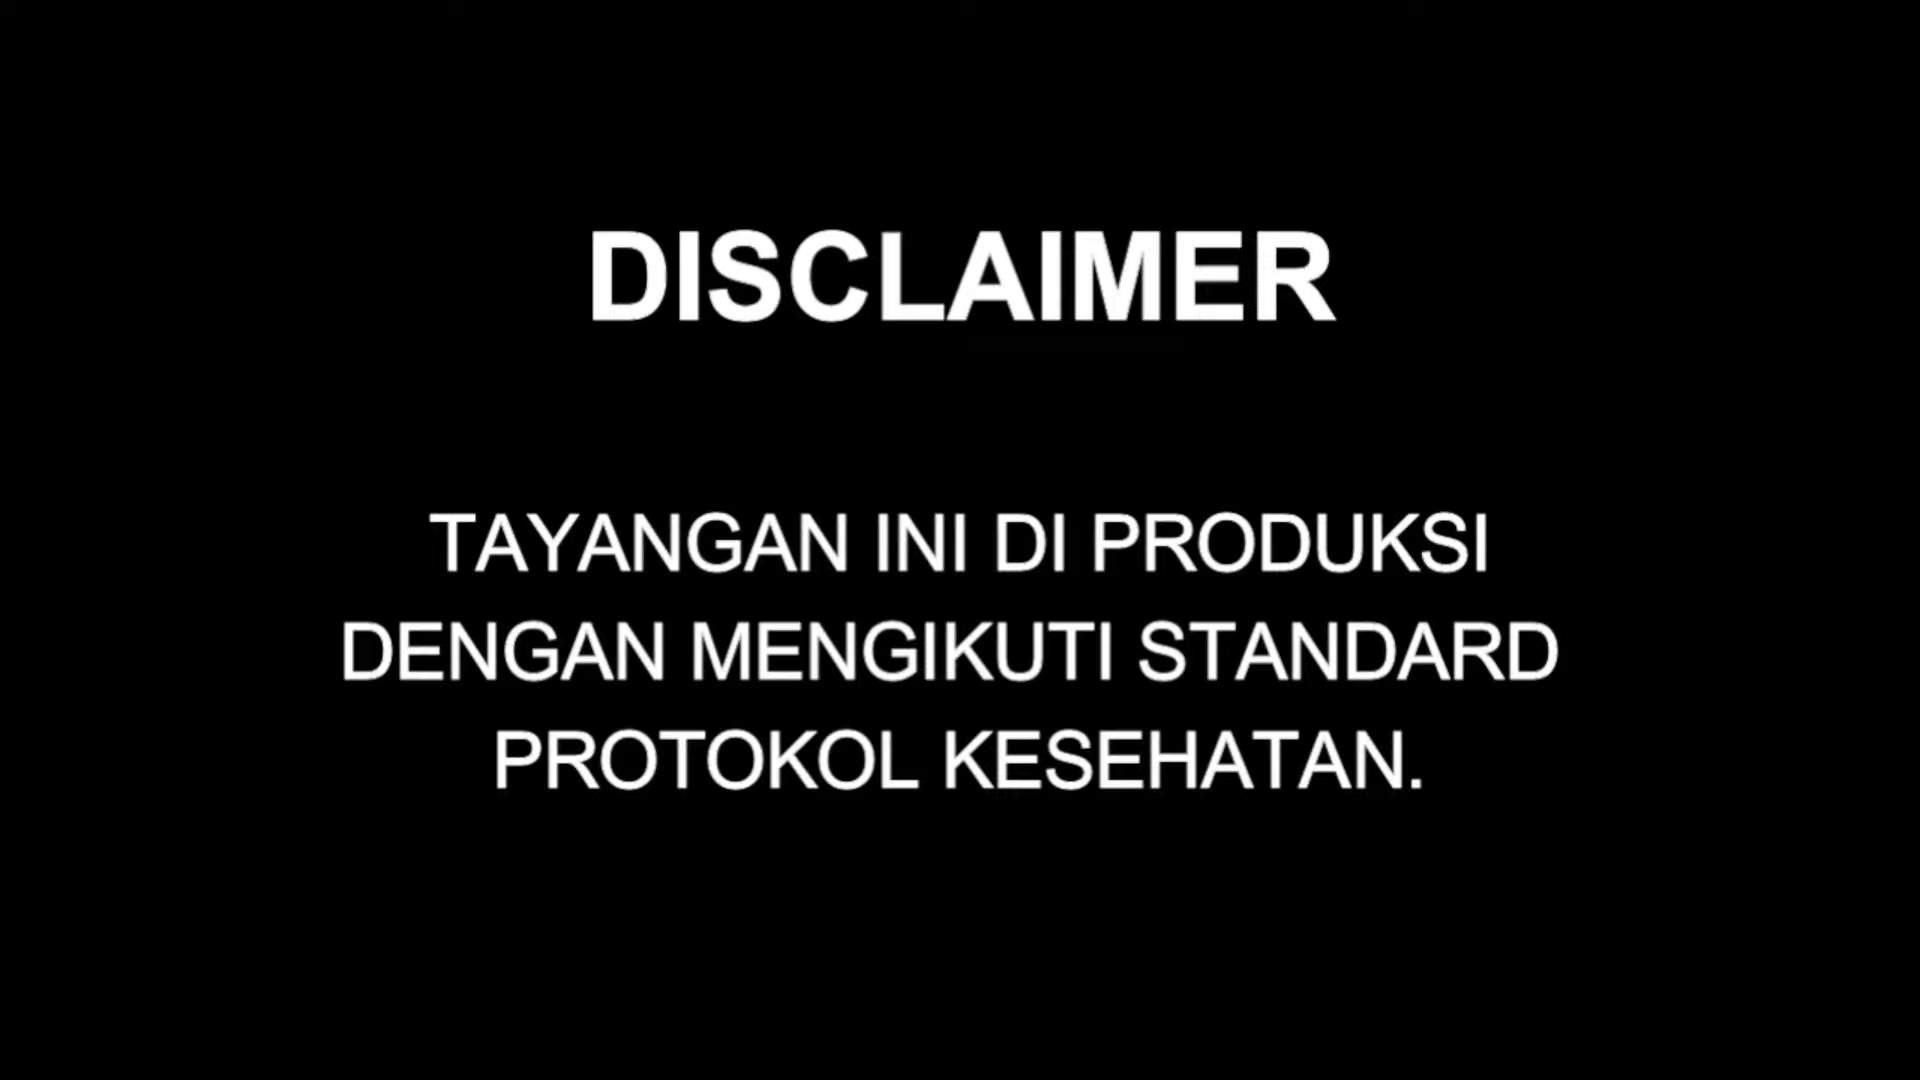 DISCLAIMER
TAYANGAN INI DI PRODUKSI
DENGAN MENGIKUTI STANDARD
PROTOKOL KESEHATAN.